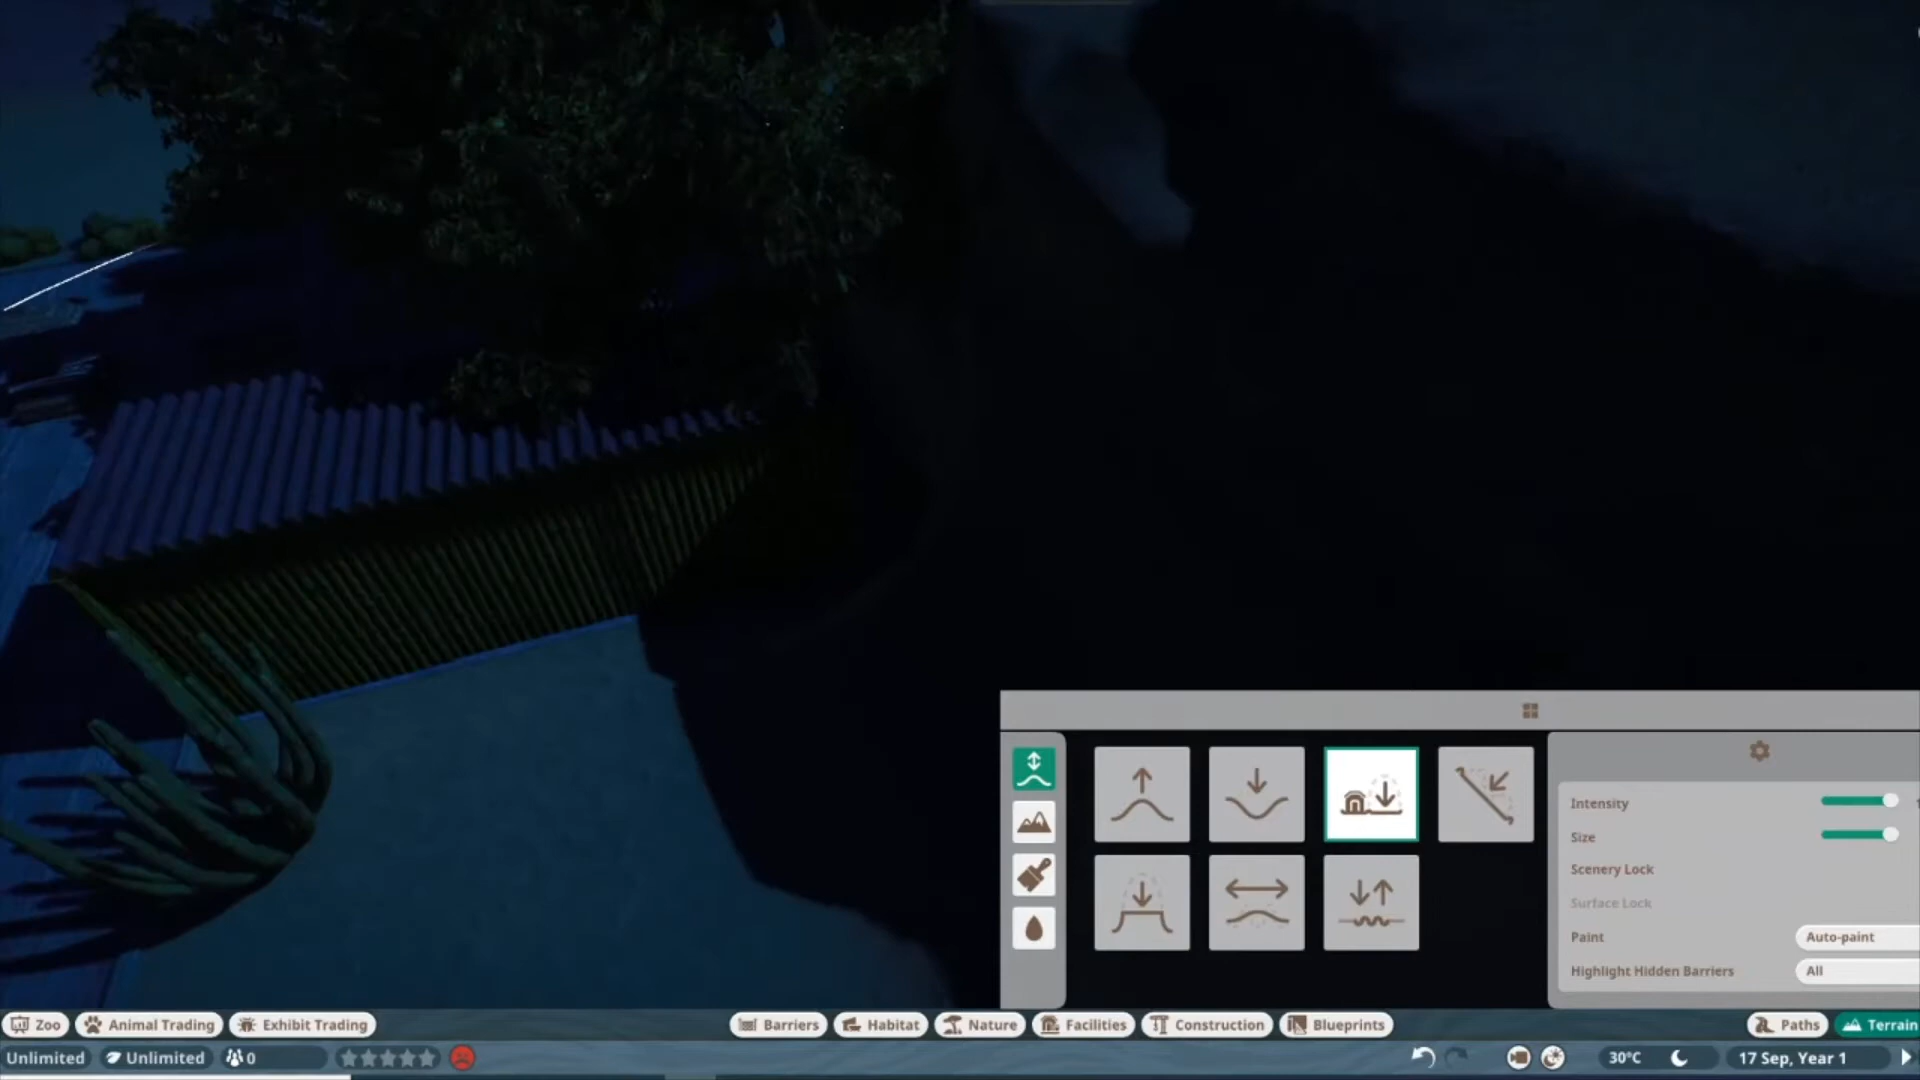 Intensity
Size
Scenery Lock
Surface Lock
Paint
Auto-paint
Highlight Hidden Barriers
All
Zoo
Animal Trading
Exhibit Trading
Barriers
Habitat
Nature
Facilities
Construction
Blueprints
Paths
Terrain
Unlimited
Unlimited
0
30°C
17 Sep, Year 1